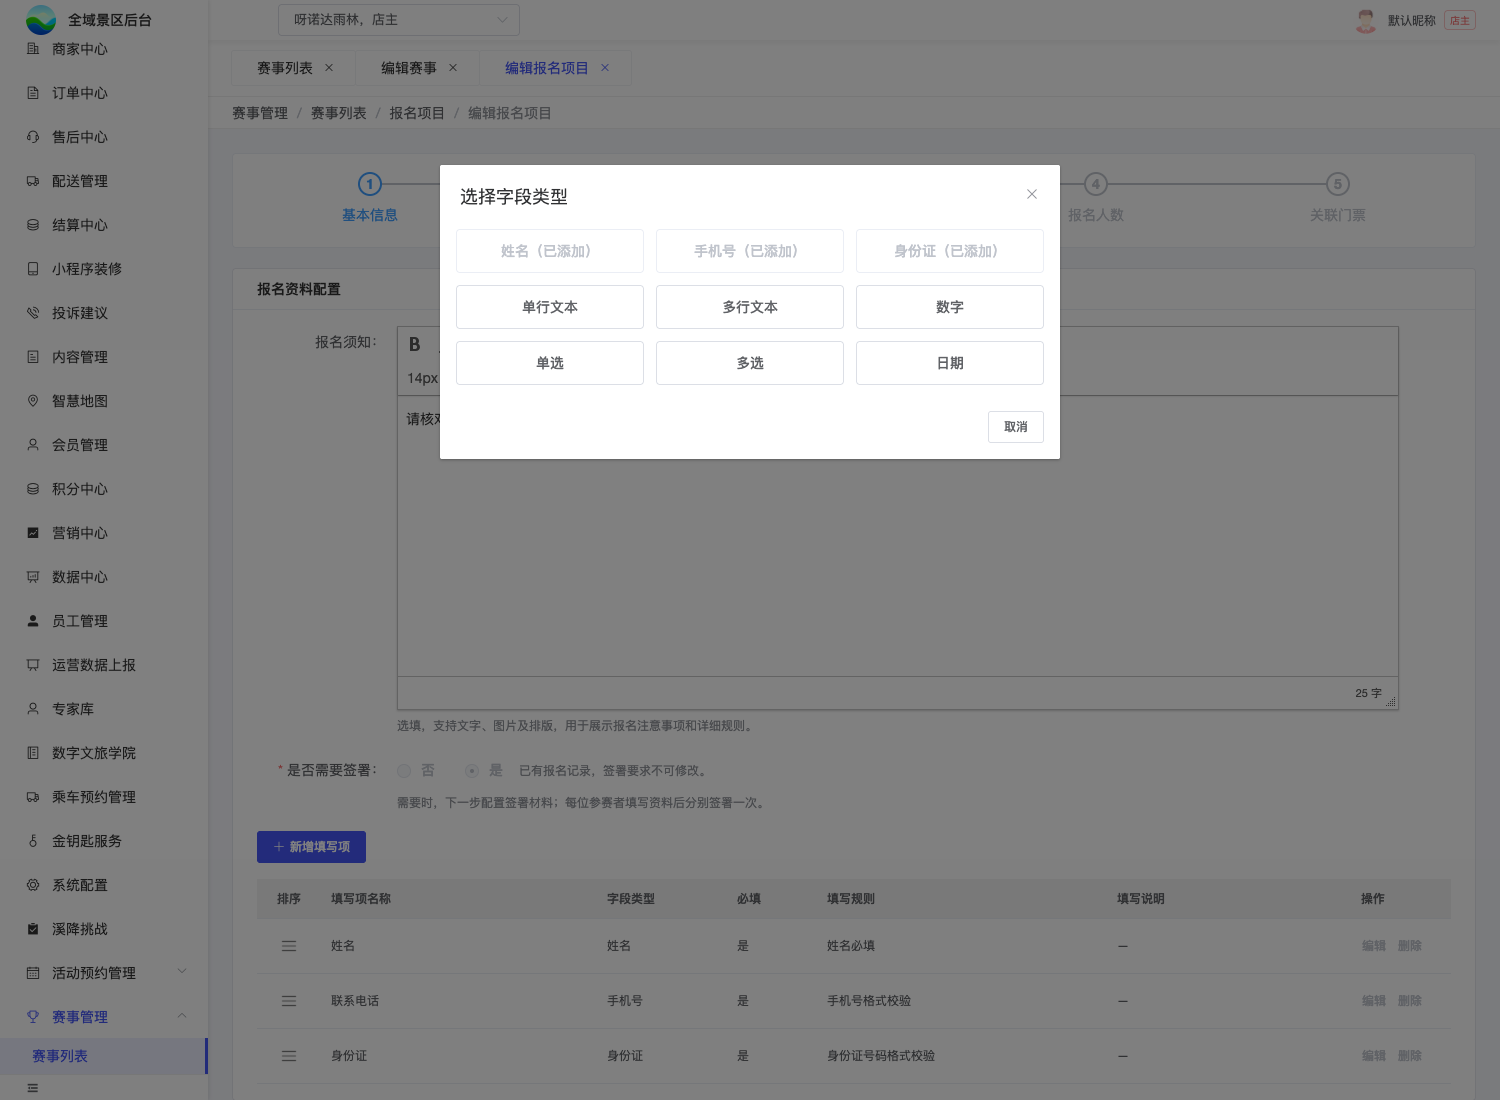 全域景区后台
呀诺达雨林，店主
默认昵称 店主
商家中心
订单中心
售后中心
配送管理
结算中心
小程序装修
投诉建议
内容管理
智慧地图
会员管理
积分中心
营销中心
数据中心
员工管理
运营数据上报
专家库
数字文旅学院
乘车预约管理
金钥匙服务
系统配置
溪降挑战
活动预约管理
赛事管理
赛事列表
赛事列表 × 编辑赛事 × 编辑报名项目 ×
赛事管理 / 赛事列表 / 报名项目 / 编辑报名项目
1 4 5
基本信息 报名人数 关联门票
选择字段类型
姓名（已添加） 手机号（已添加） 身份证（已添加）
单行文本 多行文本 数字
单选 多选 日期
取消
报名资料配置
报名须知：
B
14px
请核
25 字
选填，支持文字、图片及排版，用于展示报名注意事项和详细规则。
* 是否需要签署： 否 是 已有报名记录，签署要求不可修改。
需要时，下一步配置签署材料；每位参赛者填写资料后分别签署一次。
+ 新增填写项
排序 填写项名称 字段类型 必填 填写规则 填写说明 操作
姓名 姓名 是 姓名必填 — 编辑 删除
联系电话 手机号 是 手机号格式校验 — 编辑 删除
身份证 身份证 是 身份证号码格式校验 — 编辑 删除